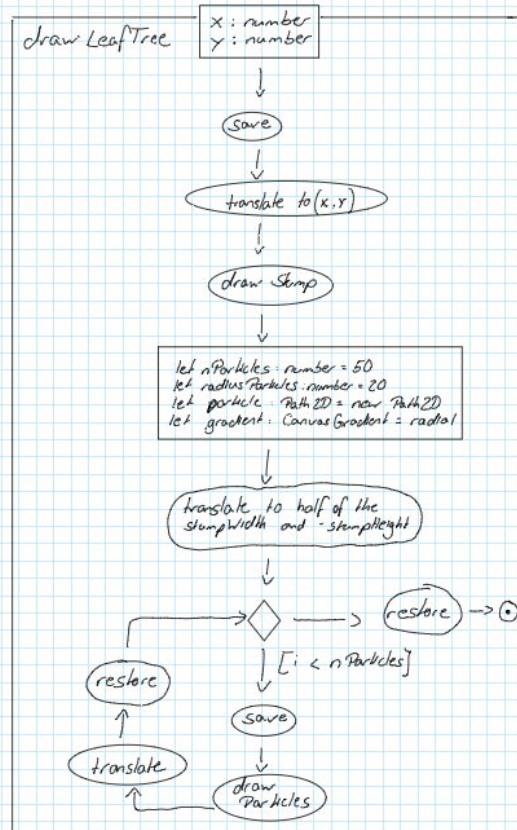 draw LeafTree
x : number
y : number
save
translate to (x, y)
draw Stump
let nParticles : number = 50
let radiusParticles : number = 20
let particle : Path2D = new Path2D
let gradient : CanvasGradient = radial
translate to half of the
stumpWidth and -stumpHeight
restore
[i < nParticles]
restore
save
translate
draw
Particles